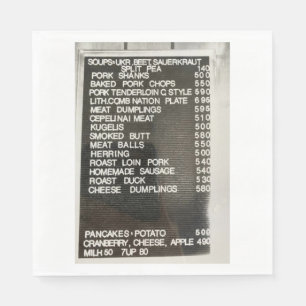 SOUPS-UKR.BEET,SAUERKRAUT
SPLIT PEA 140
PORK SHANKS 500
BAKED PORK CHOPS 550
PORK TENDERLOIN C STYLE 590
LITH.COMB NATION PLATE 695
MEAT DUMPLINGS 595
CEPELINAI MEAT 510
KUGELIS 500
SMOKED BUTT 580
MEAT BALLS 550
HERRING 500
ROAST LOIN PORK 540
HOMEMADE SAUSAGE 540
ROAST DUCK 530
CHEESE DUMPLINGS 580
PANCAKES-POTATO 500
CRANBERRY, CHEESE, APPLE 490
MILH 50 7UP 80